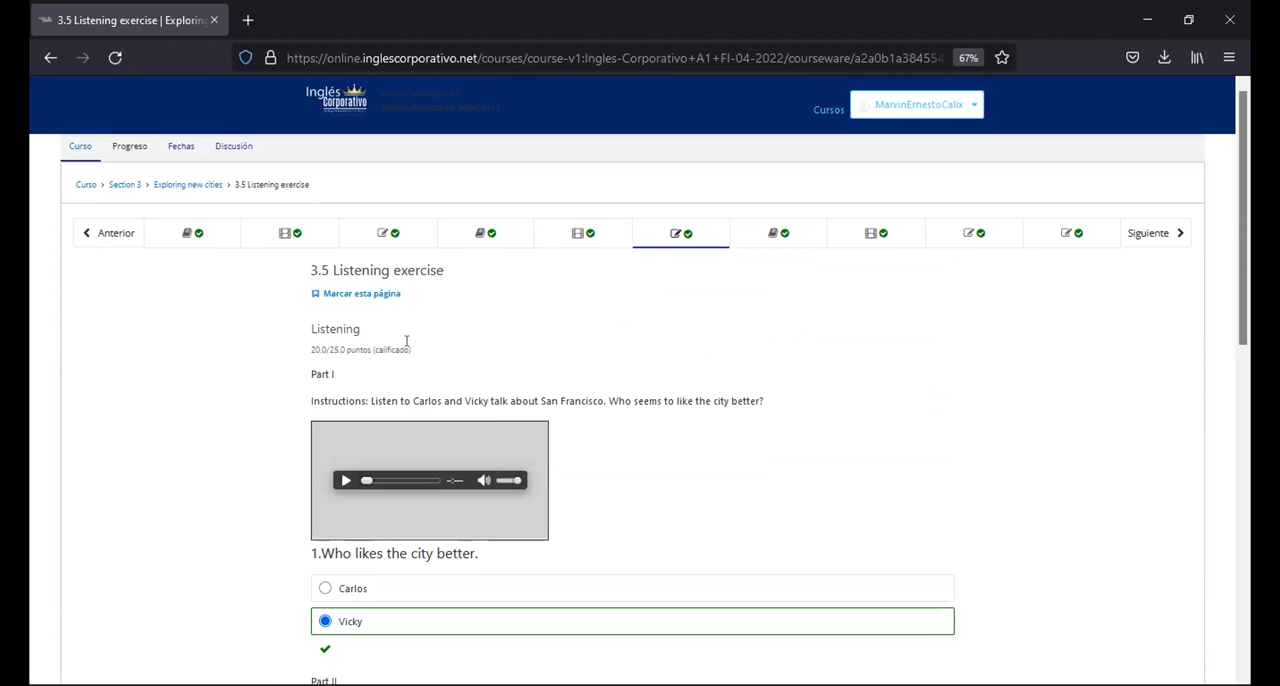 3.5 Listening exercise | Explorin
https://online.inglescorporativo.net/courses/course-v1:Ingles-Corporativo+A1+FI-04-2022/courseware/a2a0b1a384554
67%
Inglés
Corporativo
Inglés Avanzado Módulo I
Cursos
MarvinErnestoCalix
Curso
Progreso
Fechas
Discusión
Curso > Section 3 > Exploring new cities > 3.5 Listening exercise
Anterior
Siguiente
3.5 Listening exercise
Marcar esta página
Listening
20.0/25.0 puntos (calificado)
Part I
Instructions: Listen to Carlos and Vicky talk about San Francisco. Who seems to like the city better?
-:--
1.Who likes the city better.
Carlos
Vicky
Part II